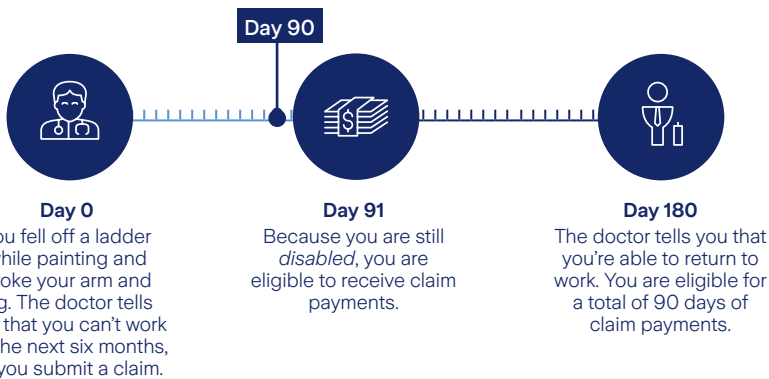 Day 90
$
Day 0
u fell off a ladder
hile painting and
oke your arm and
g. The doctor tells
that you can't work
he next six months,
you submit a claim.
Day 91
Because you are still
disabled, you are
eligible to receive claim
payments.
Day 180
The doctor tells you that
you're able to return to
work. You are eligible for
a total of 90 days of
claim payments.